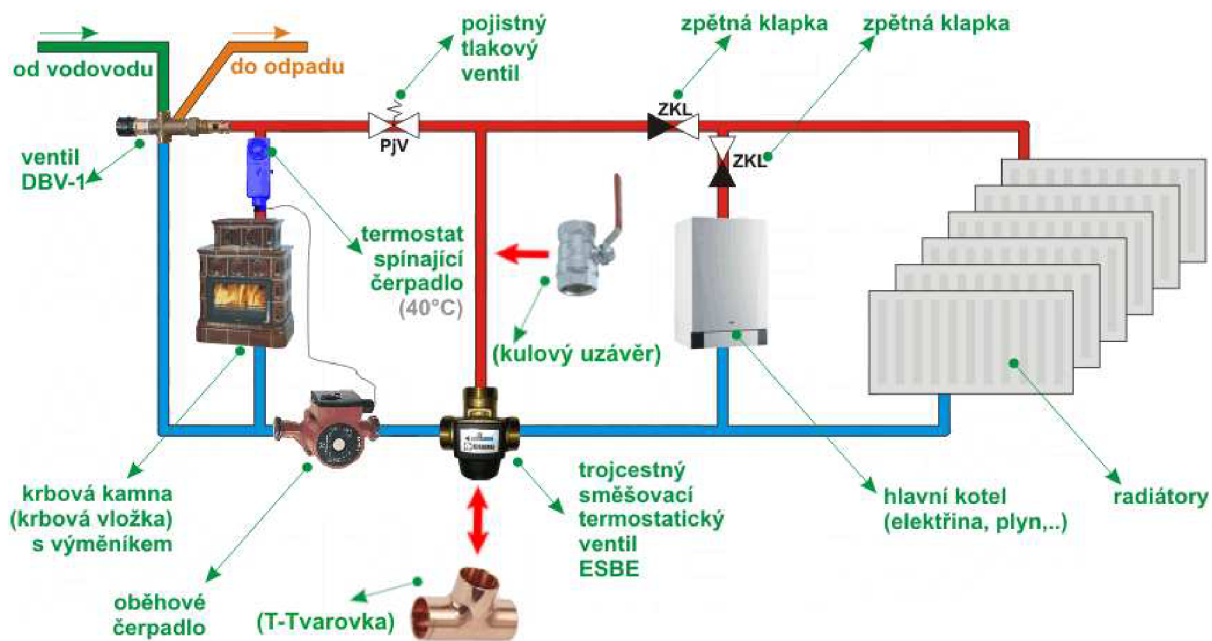 od vodovodu
do odpadu
pojistný
tlakový
ventil
zpětná klapka
zpětná klapka
ZKL
PjV
ZKL
ventil
DBV-1
termostat
spínající
čerpadlo
(40°C)
(kulový uzávěr)
krbová kamna
(krbová vložka)
s výměníkem
oběhové
čerpadlo
(T-Tvarovka)
trojcestný
směšovací
termostatický
ventil
ESBE
hlavní kotel
(elektřina, plyn,..)
radiátory